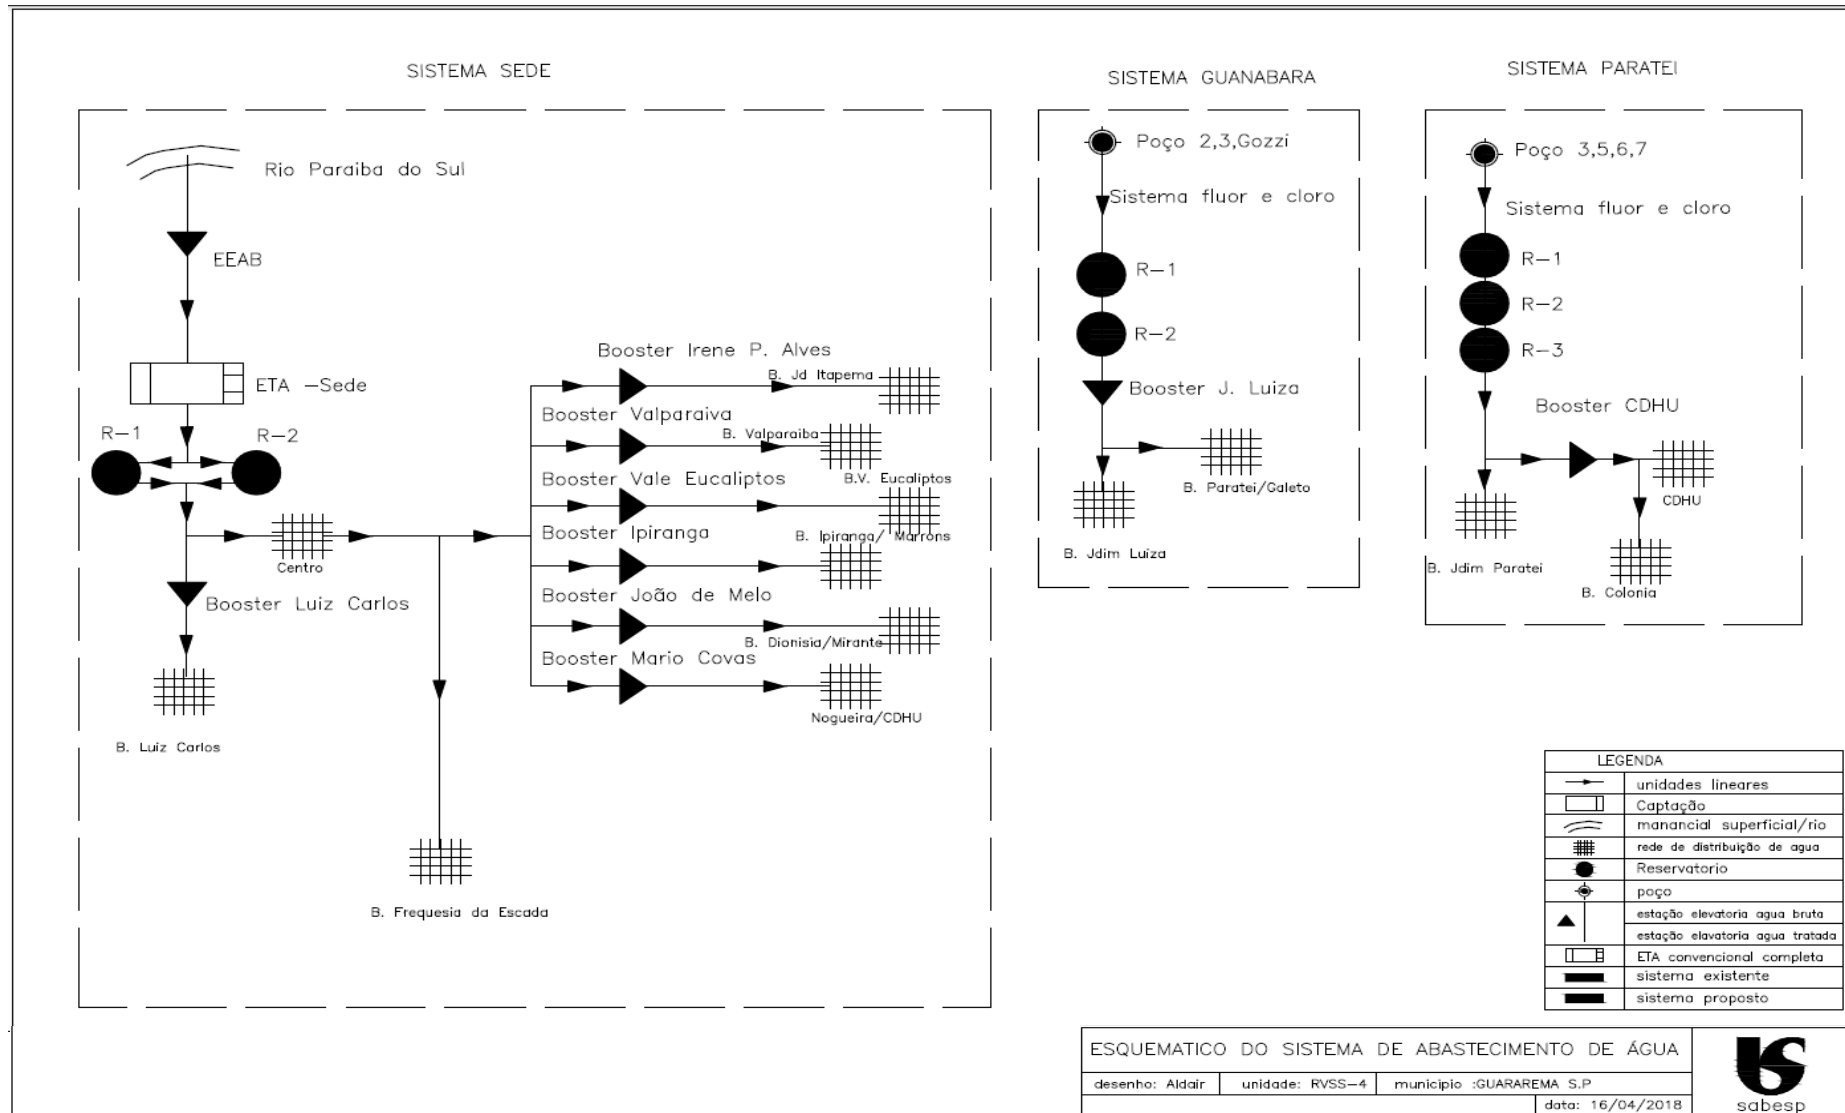 SISTEMA SEDE
Rio Paraiba do Sul
EEAB
ETA -Sede
R-1
R-2
Centro
Booster Luiz Carlos
B. Luiz Carlos
B. Frequesia da Escada
Booster Irene P. Alves
B. Jd Itapema
Booster Valparaiva
B. Valparaiba
Booster Vale Eucaliptos
B.V. Eucaliptos
Booster Ipiranga
B. Ipiranga/ Marrons
Booster João de Melo
B. Dionisia/Mirante
Booster Mario Covas
Nogueira/CDHU
SISTEMA GUANABARA
Poço 2,3,Gozzi
Sistema fluor e cloro
R-1
R-2
Booster J. Luiza
B. Paratei/Galeto
B. Jdim Luiza
SISTEMA PARATEI
Poço 3,5,6,7
Sistema fluor e cloro
R-1
R-2
R-3
Booster CDHU
CDHU
B. Jdim Paratei
B. Colonia
LEGENDA
unidades lineares
Captação
manancial superficial/rio
rede de distribuição de agua
Reservatorio
poço
estação elevatoria agua bruta
estação elavatoria agua tratada
ETA convencional completa
sistema existente
sistema proposto
ESQUEMATICO DO SISTEMA DE ABASTECIMENTO DE ÁGUA
desenho: Aldair
unidade: RVSS-4
municipio :GUARAREMA S.P
data: 16/04/2018
sabesp